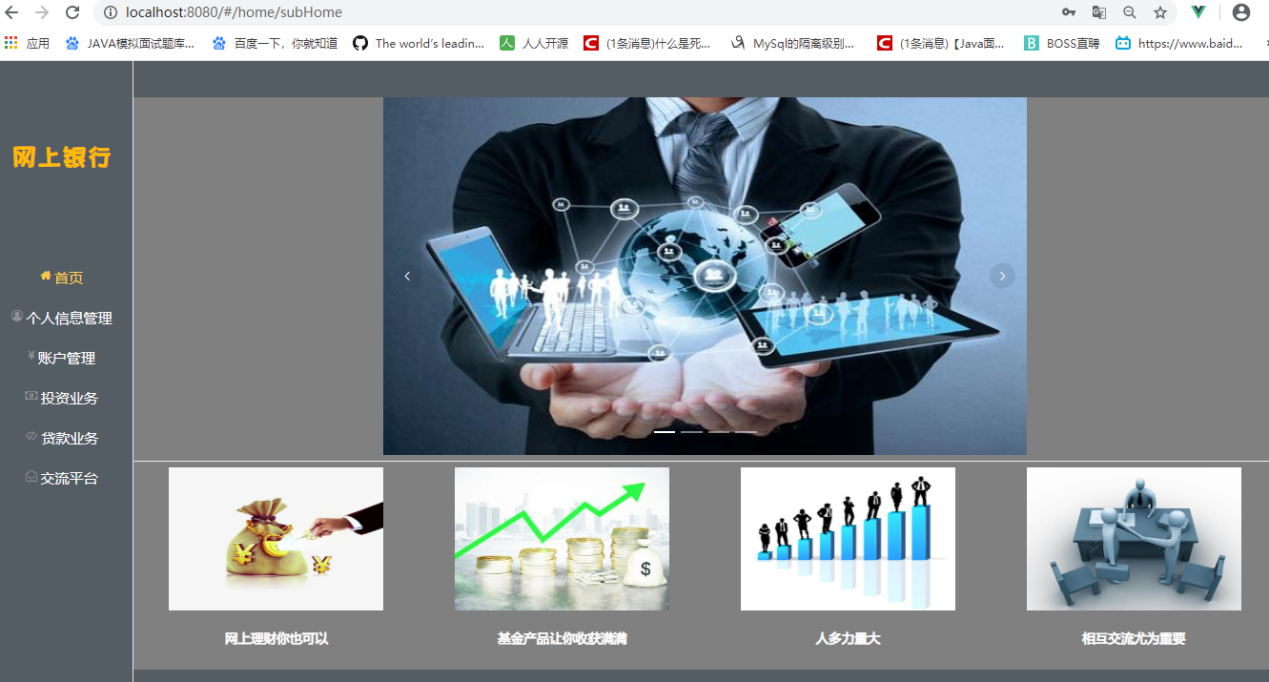 localhost:8080/#/home/subHome
应用
JAVA模拟面试题库...
百度一下，你就知道
The world's leadin...
人 人人开源
C (1条消息)什么是死...
MySql的隔离级别...
C (1条消息)【Java面...
B BOSS直聘
https://www.baid...
网上银行
首页
个人信息管理
¥ 账户管理
投资业务
贷款业务
交流平台
¥ ¥
$
网上理财你也可以
基金产品让你收获满满
人多力量大
相互交流尤为重要